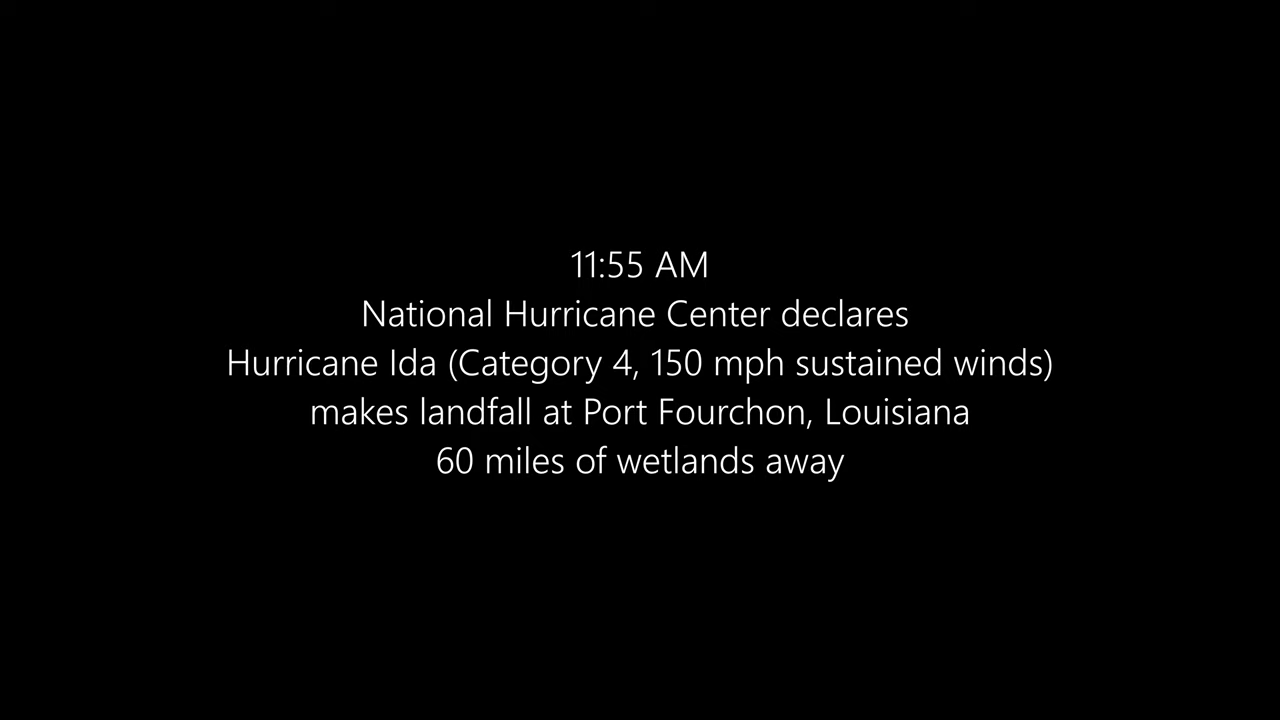 11:55 AM
National Hurricane Center declares
Hurricane Ida (Category 4, 150 mph sustained winds)
makes landfall at Port Fourchon, Louisiana
60 miles of wetlands away